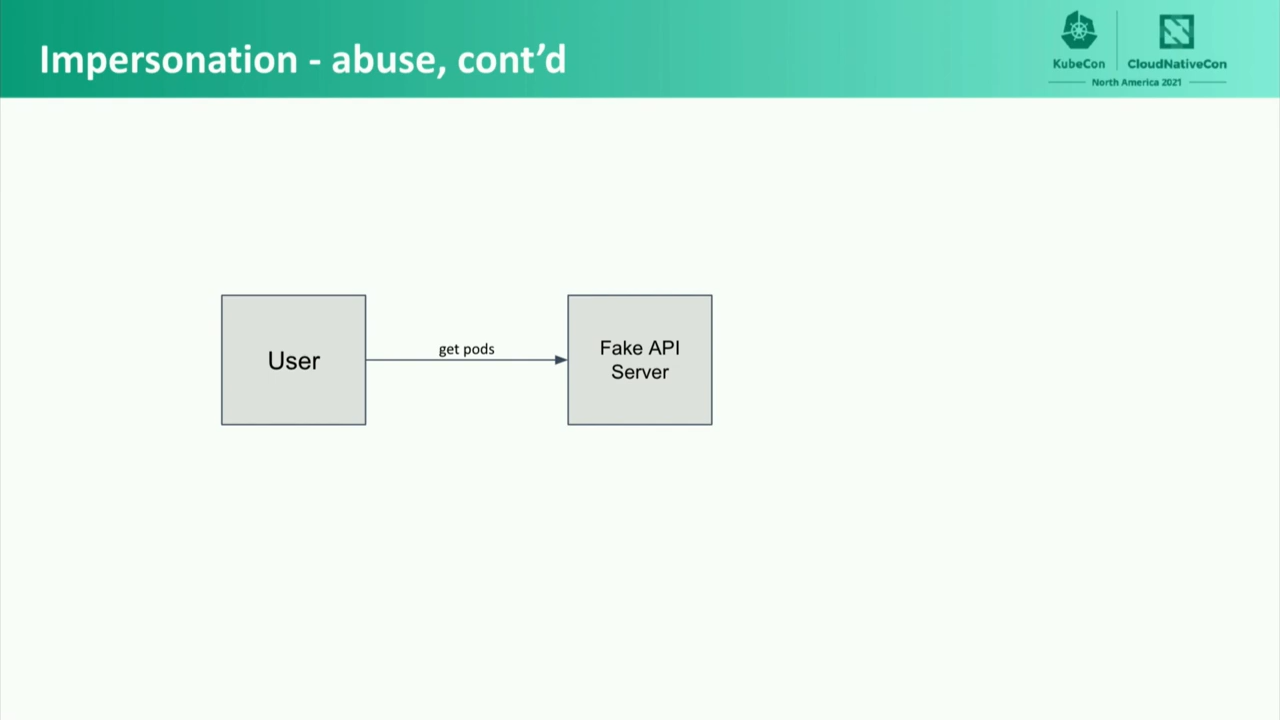 Impersonation - abuse, cont’d
KubeCon
CloudNativeCon
North America 2021
User
get pods
Fake API
Server